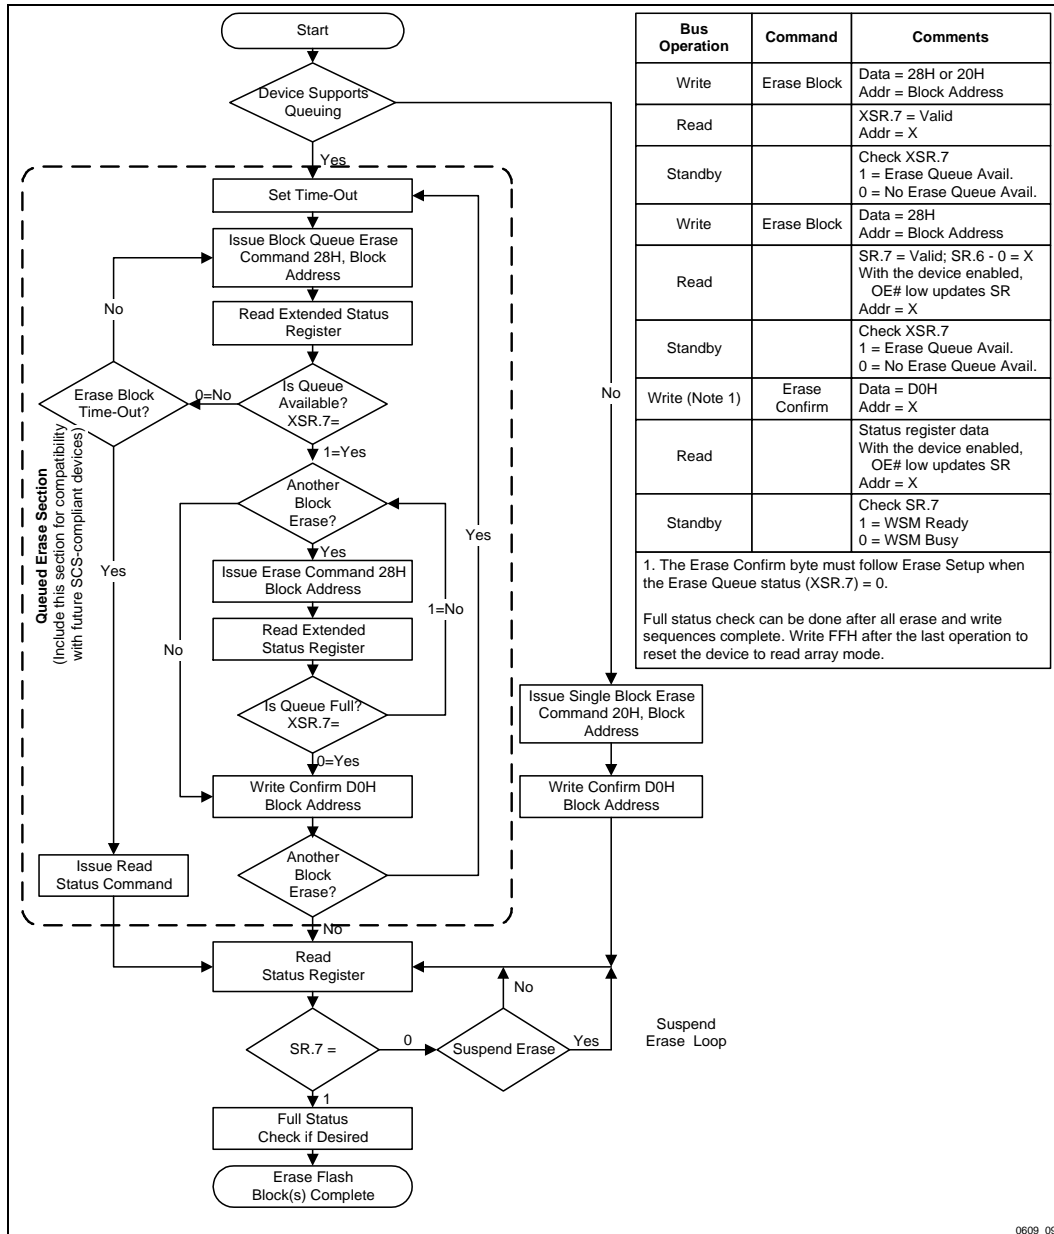 Start
Device Supports
Queuing
Yes
Set Time-Out
Issue Block Queue Erase
Command 28H, Block
Address
No
Read Extended Status
Register
Erase Block
Time-Out?
0=No
Is Queue
Available?
XSR.7=
No
1=Yes
Queued Erase Section
(Include this section for compatibility
with future SCS-compliant devices)
Another
Block
Erase?
Yes
Yes
Issue Erase Command 28H
Block Address
Yes
1=No
Read Extended
Status Register
No
Is Queue Full?
XSR.7=
0=Yes
Issue Single Block Erase
Command 20H, Block
Address
Write Confirm D0H
Block Address
Write Confirm D0H
Block Address
Issue Read
Status Command
Another
Block
Erase?
No
Read
Status Register
No
SR.7 =
0
Suspend Erase
Yes
Suspend
Erase Loop
1
Full Status
Check if Desired
Erase Flash
Block(s) Complete
Bus
Operation
Command
Comments
Write
Erase Block
Data = 28H or 20H
Addr = Block Address
Read
XSR.7 = Valid
Addr = X
Standby
Check XSR.7
1 = Erase Queue Avail.
0 = No Erase Queue Avail.
Write
Erase Block
Data = 28H
Addr = Block Address
Read
SR.7 = Valid; SR.6 - 0 = X
With the device enabled,
OE# low updates SR
Addr = X
Standby
Check XSR.7
1 = Erase Queue Avail.
0 = No Erase Queue Avail.
Write (Note 1)
Erase
Confirm
Data = D0H
Addr = X
Read
Status register data
With the device enabled,
OE# low updates SR
Addr = X
Standby
Check SR.7
1 = WSM Ready
0 = WSM Busy
1. The Erase Confirm byte must follow Erase Setup when
the Erase Queue status (XSR.7) = 0.
Full status check can be done after all erase and write
sequences complete. Write FFH after the last operation to
reset the device to read array mode.
0609_09